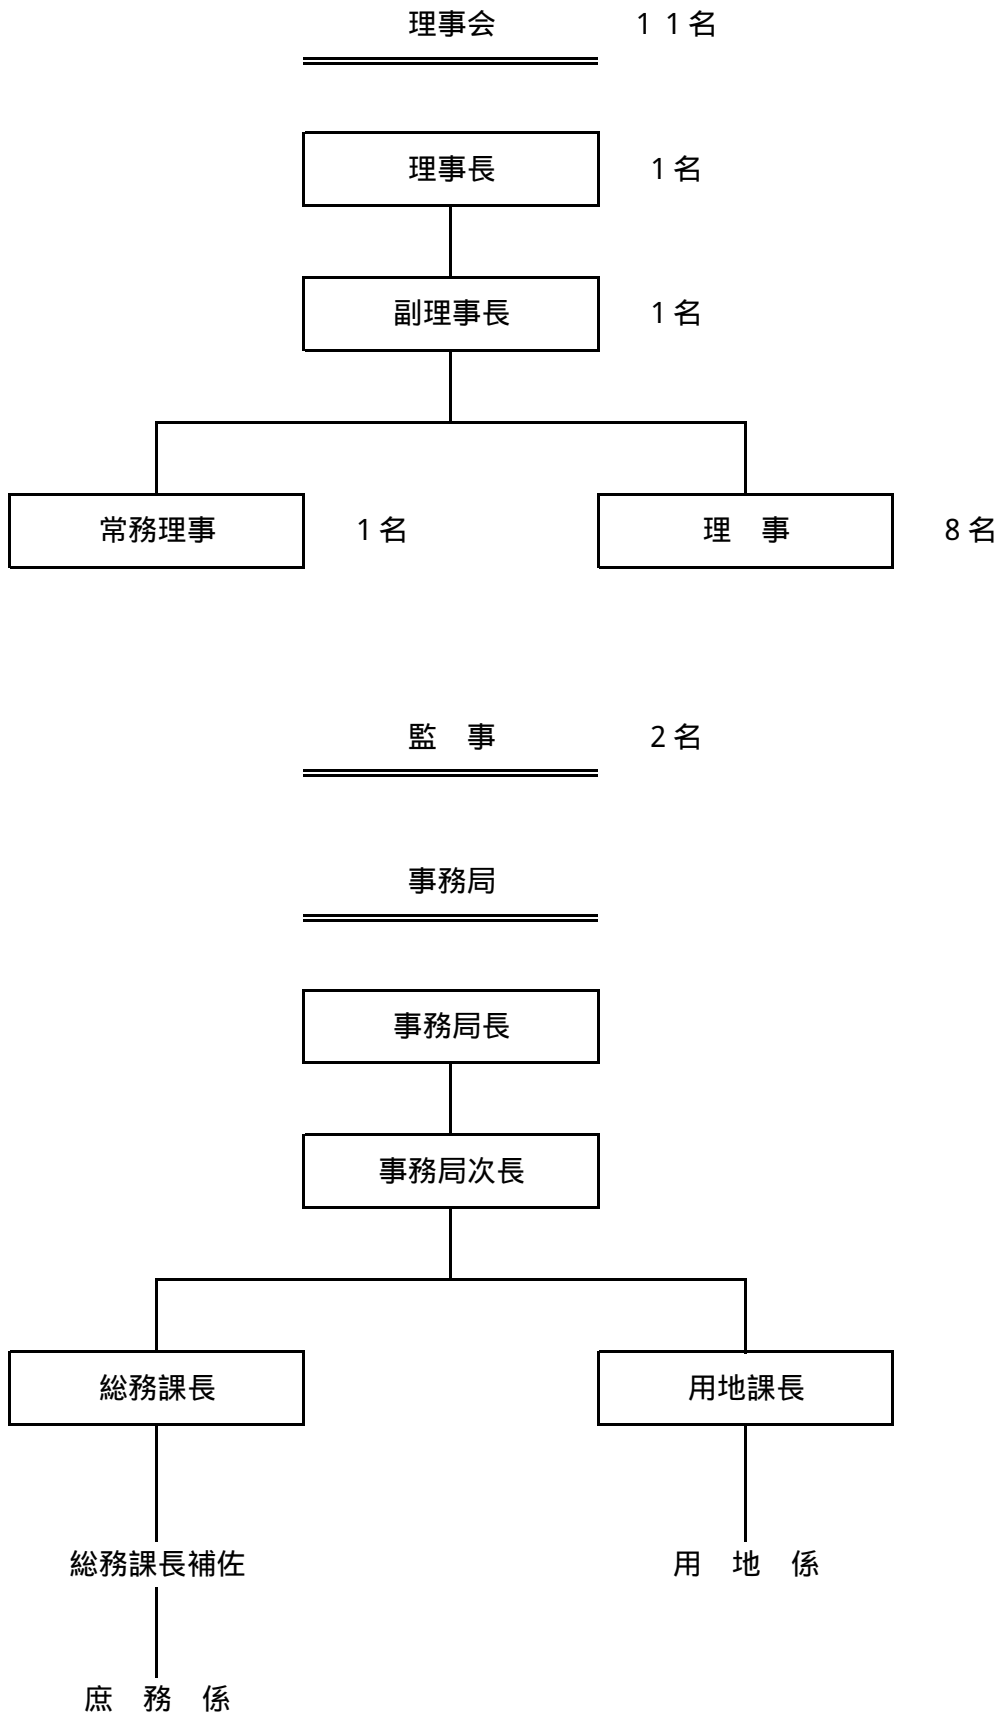 理事会　１１名
理事長　1名
副理事長　1名
常務理事　1名　理　事　8名
監　事　2名
事務局
事務局長
事務局次長
総務課長　用地課長
総務課長補佐　用　地　係
庶　務　係